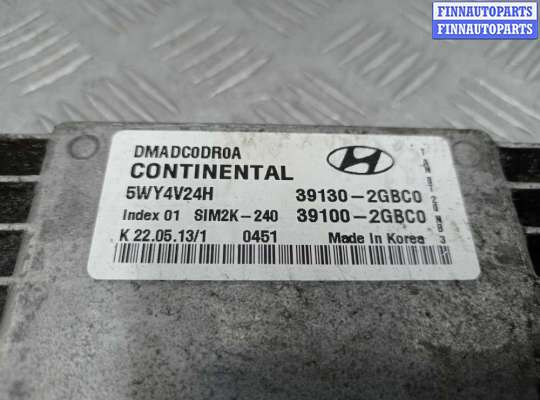 FINNAUTOPARTS
FINNAUTOPARTS
DMADC0DR0A
CONTINENTAL
5WY4V24H 39130-2GBC0
Index 01 SIM2K-240 39100-2GBC0
K 22.05.13/1 0451 Made In Korea